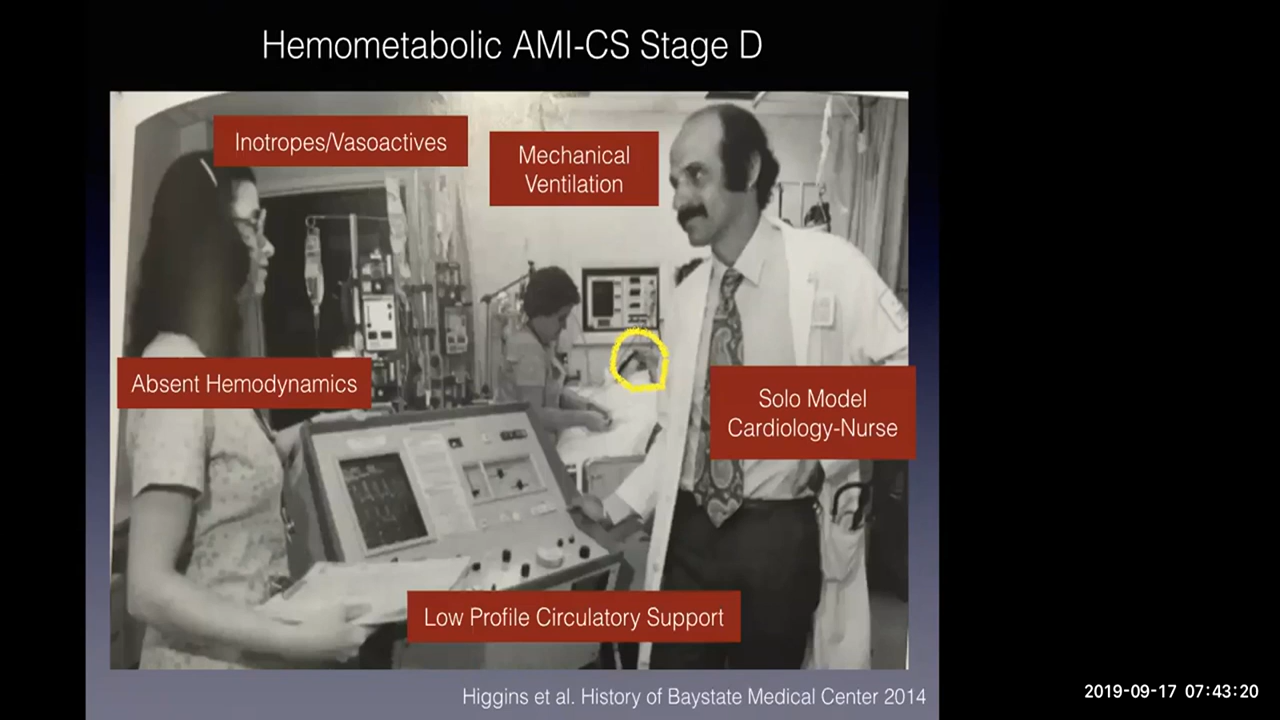 Hemometabolic AMI-CS Stage D
Inotropes/Vasoactives
Mechanical
Ventilation
Absent Hemodynamics
Solo Model
Cardiology-Nurse
Low Profile Circulatory Support
Higgins et al. History of Baystate Medical Center 2014
2019-09-17 07:43:20